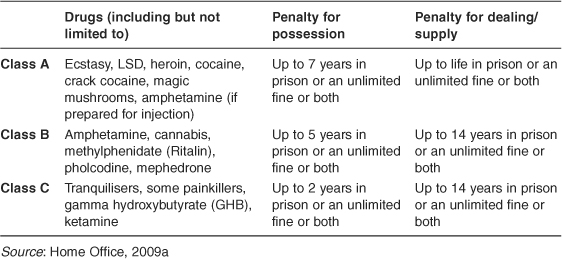 Drugs (including but not limited to)
Penalty for possession
Penalty for dealing/ supply
Class A
Ecstasy, LSD, heroin, cocaine,
crack cocaine, magic
mushrooms, amphetamine (if
prepared for injection)
Up to 7 years in
prison or an unlimited
fine or both
Up to life in prison or an
unlimited fine or both
Class B
Amphetamine, cannabis,
methylphenidate (Ritalin),
pholcodine, mephedrone
Up to 5 years in
prison or an unlimited
fine or both
Up to 14 years in prison
or an unlimited fine or
both
Class C
Tranquilisers, some painkillers,
gamma hydroxybutyrate (GHB),
ketamine
Up to 2 years in
prison or an unlimited
fine or both
Up to 14 years in prison
or an unlimited fine or
both
Source: Home Office, 2009a